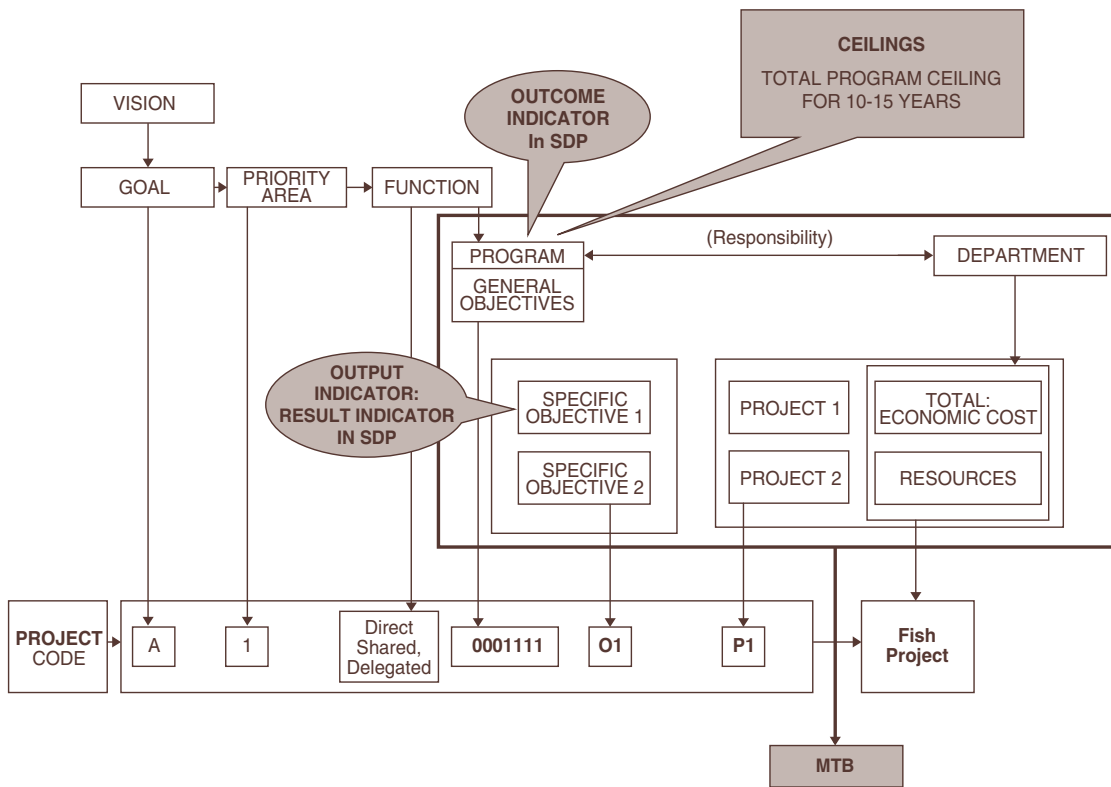 CEILINGS
TOTAL PROGRAM CEILING
FOR 10-15 YEARS
OUTCOME
INDICATOR
In SDP
VISION
GOAL
PRIORITY
AREA
FUNCTION
PROGRAM
GENERAL
OBJECTIVES
(Responsibility)
DEPARTMENT
OUTPUT
INDICATOR:
RESULT INDICATOR
IN SDP
SPECIFIC
OBJECTIVE 1
SPECIFIC
OBJECTIVE 2
PROJECT 1
PROJECT 2
TOTAL:
ECONOMIC COST
RESOURCES
PROJECT
CODE
A
1
Direct
Shared,
Delegated
0001111
O1
P1
Fish
Project
MTB